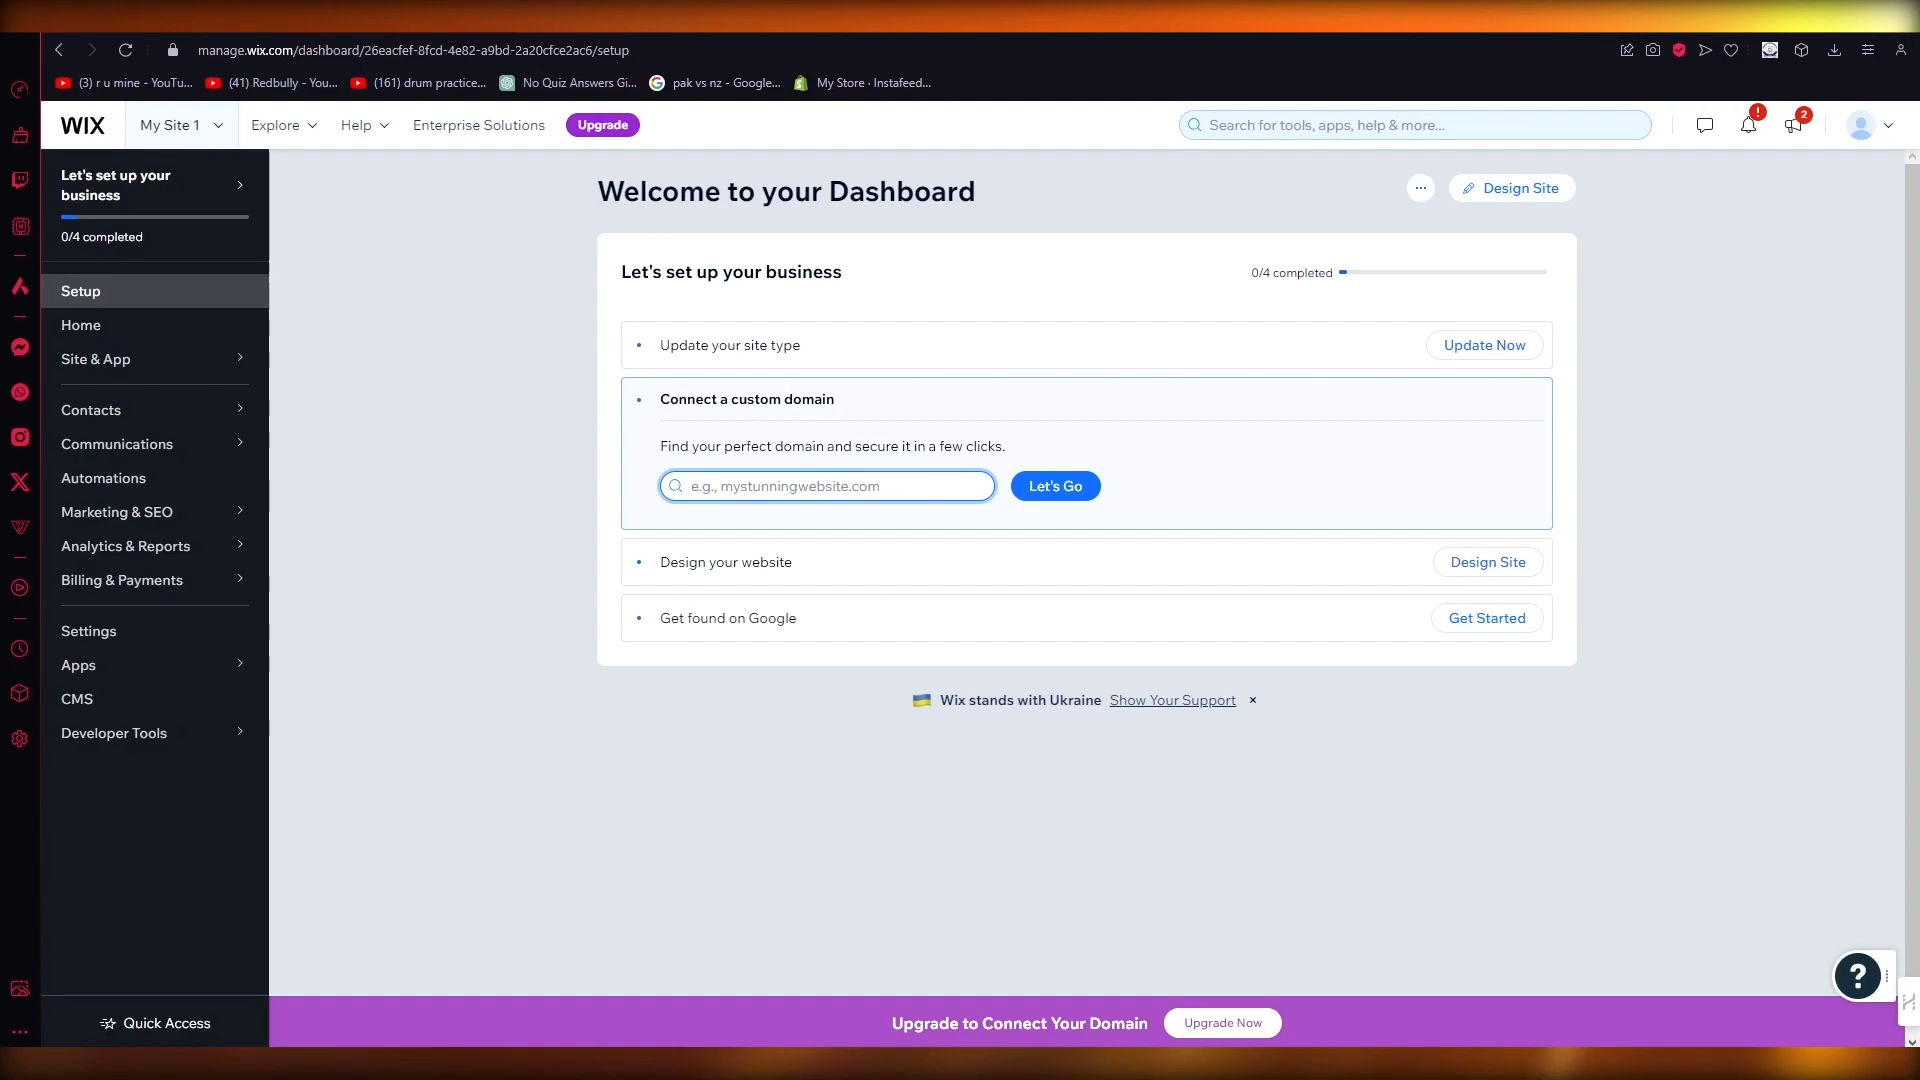 manage.wix.com/dashboard/26eacfef-8fcd-4e82-a9bd-2a20cfce2ac6/setup
(3) r u mine - YouTu...
(41) Redbully - You...
(161) drum practice...
No Quiz Answers Gi...
pak vs nz - Google...
My Store · Instafeed...
WIX
My Site 1
Explore
Help
Enterprise Solutions
Upgrade
Search for tools, apps, help & more...
!
2
Let's set up your
business
0/4 completed
Setup
Home
Site & App
Contacts
Communications
Automations
Marketing & SEO
Analytics & Reports
Billing & Payments
Settings
Apps
CMS
Developer Tools
Quick Access
Welcome to your Dashboard
Design Site
Let's set up your business
0/4 completed
Update your site type
Update Now
Connect a custom domain
Find your perfect domain and secure it in a few clicks.
e.g., mystunningwebsite.com
Let's Go
Design your website
Design Site
Get found on Google
Get Started
Wix stands with Ukraine Show Your Support
?
Upgrade to Connect Your Domain
Upgrade Now